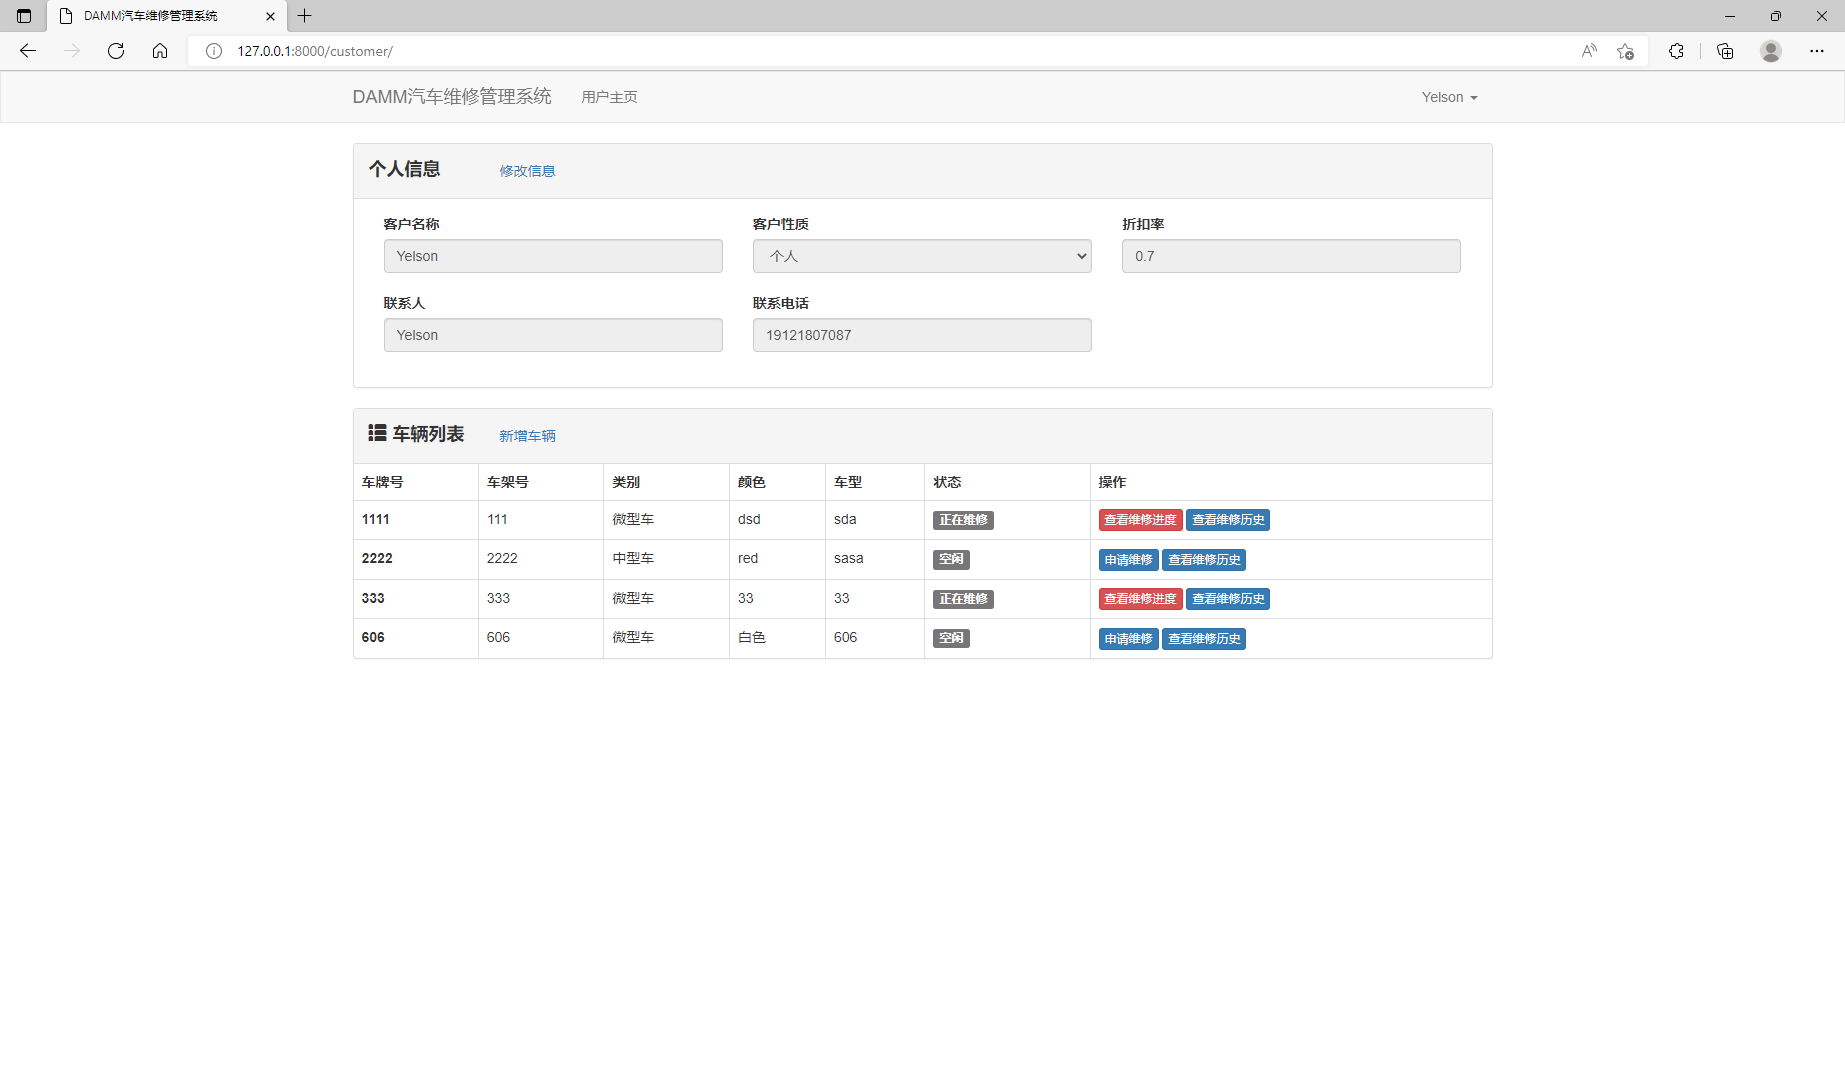 DAMM汽车维修管理系统
127.0.0.1:8000/customer/
DAMM汽车维修管理系统 用户主页 Yelson
个人信息 修改信息
客户名称 客户性质 折扣率
Yelson 个人 0.7
联系人 联系电话
Yelson 19121807087
车辆列表 新增车辆
车牌号 车架号 类别 颜色 车型 状态 操作
1111 111 微型车 dsd sda 正在维修 查看维修进度 查看维修历史
2222 2222 中型车 red sasa 空闲 申请维修 查看维修历史
333 333 微型车 33 33 正在维修 查看维修进度 查看维修历史
606 606 微型车 白色 606 空闲 申请维修 查看维修历史